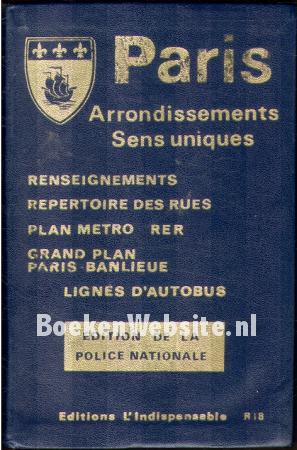 Paris
Arrondissements
Sens uniques
RENSEIGNEMENTS
REPERTOIRE DES RUES
PLAN METRO RER
GRAND PLAN
PARIS-BANLIEUE
LIGNES D'AUTOBUS
BoekenWebsite.nl
EDITION DE LA
POLICE NATIONALE
Editions L'Indispensable R18